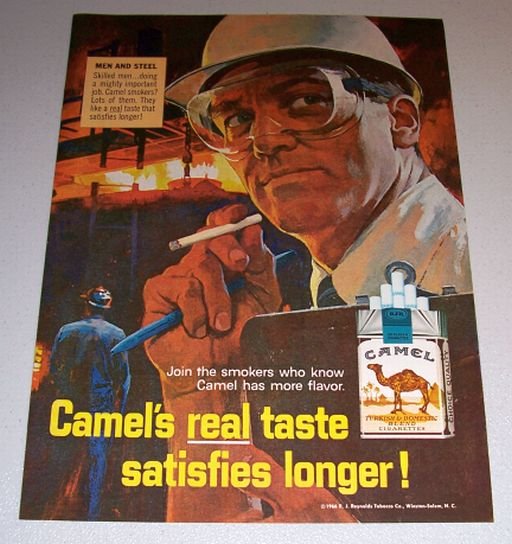 MEN AND STEEL
Skilled men...doing
a mighty important
job. Camel smokers?
Lots of them. They
like a real taste that
satisfies longer!
Join the smokers who know
Camel has more flavor.
CAMEL
TURKISH & DOMESTIC
BLEND
CIGARETTES
CHOICE QUALITY
Camel's real taste
satisfies longer!
©1966 R. J. Reynolds Tobacco Co., Winston-Salem, N. C.